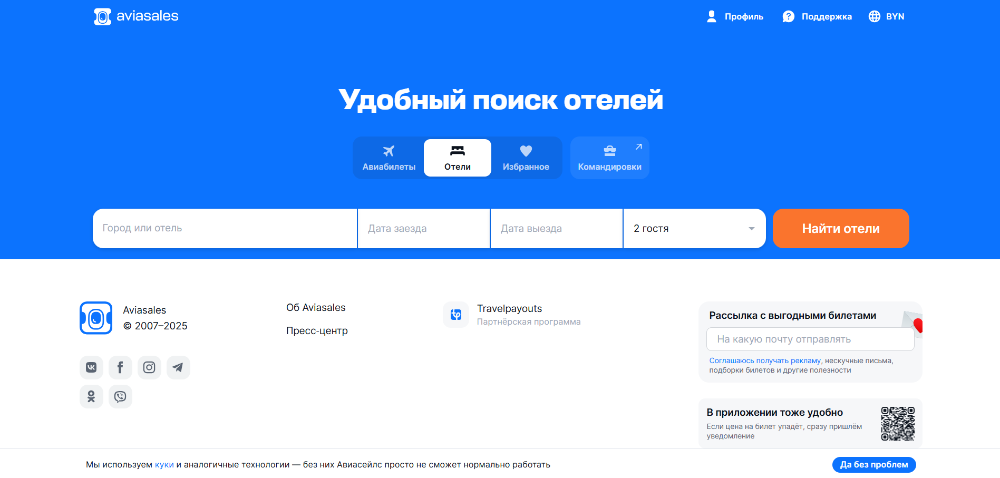 aviasales
Профиль
Поддержка
BYN
Удобный поиск отелей
Авиабилеты
Отели
Избранное
Командировки
Город или отель
Дата заезда
Дата выезда
2 гостя
Найти отели
Aviasales
© 2007–2025
Об Aviasales
Пресс-центр
Travelpayouts
Партнёрская программа
Рассылка с выгодными билетами
На какую почту отправлять
Соглашаюсь получать рекламу, нескучные письма,
подборки билетов и другие полезности
В приложении тоже удобно
Если цена на билет упадёт, сразу пришлём
уведомление
Мы используем куки и аналогичные технологии — без них Авиасейлс просто не сможет нормально работать
Да без проблем